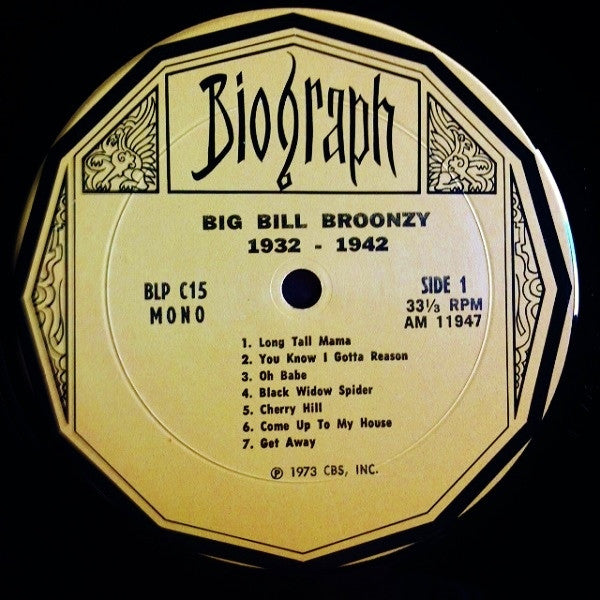 Biograph
BIG BILL BROONZY
1932 - 1942
BLP C15
MONO
SIDE 1
33⅓ RPM
AM 11947
1. Long Tall Mama
2. You Know I Gotta Reason
3. Oh Babe
4. Black Widow Spider
5. Cherry Hill
6. Come Up To My House
7. Get Away
℗ 1973 CBS, INC.